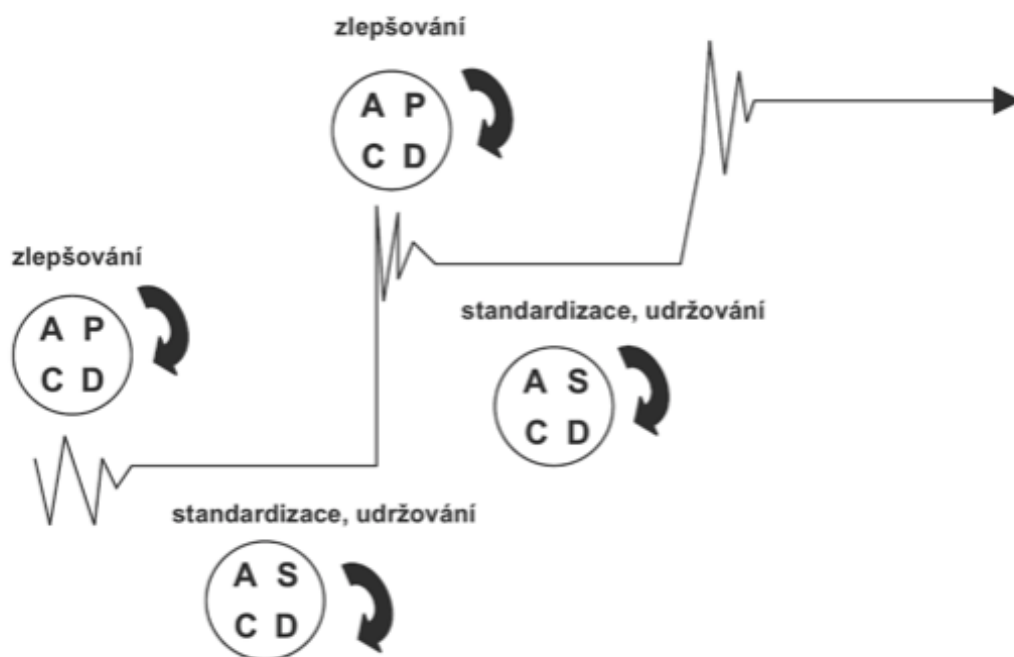 zlepšování
A P
C D
zlepšování
A P
C D
standardizace, udržování
A S
C D
standardizace, udržování
A S
C D